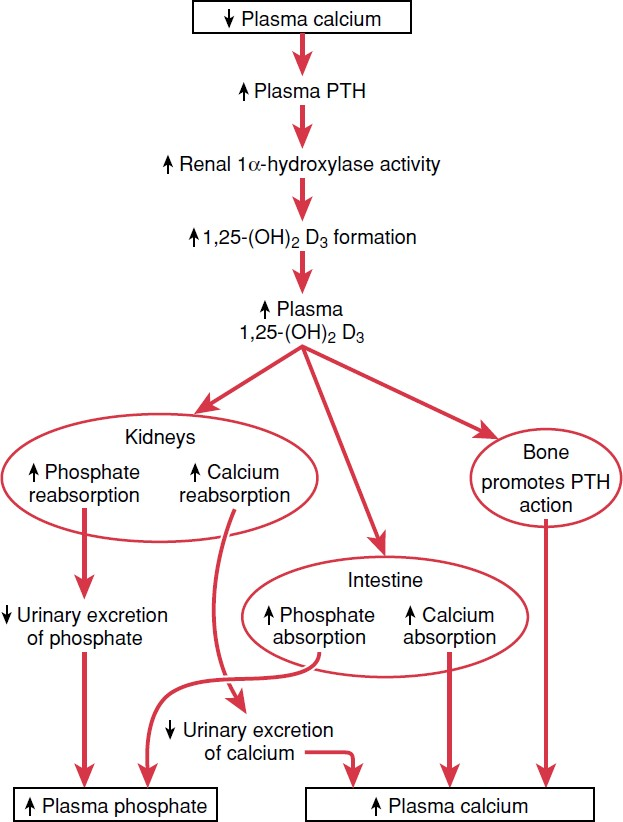 ↓ Plasma calcium
↑ Plasma PTH
↑ Renal 1α-hydroxylase activity
↑ 1,25-(OH)₂ D₃ formation
↑ Plasma
1,25-(OH)₂ D₃
Kidneys
↑ Phosphate
reabsorption
↑ Calcium
reabsorption
Bone
promotes PTH
action
Intestine
↑ Phosphate
absorption
↑ Calcium
absorption
↓ Urinary excretion
of phosphate
↓ Urinary excretion
of calcium
↑ Plasma phosphate
↑ Plasma calcium